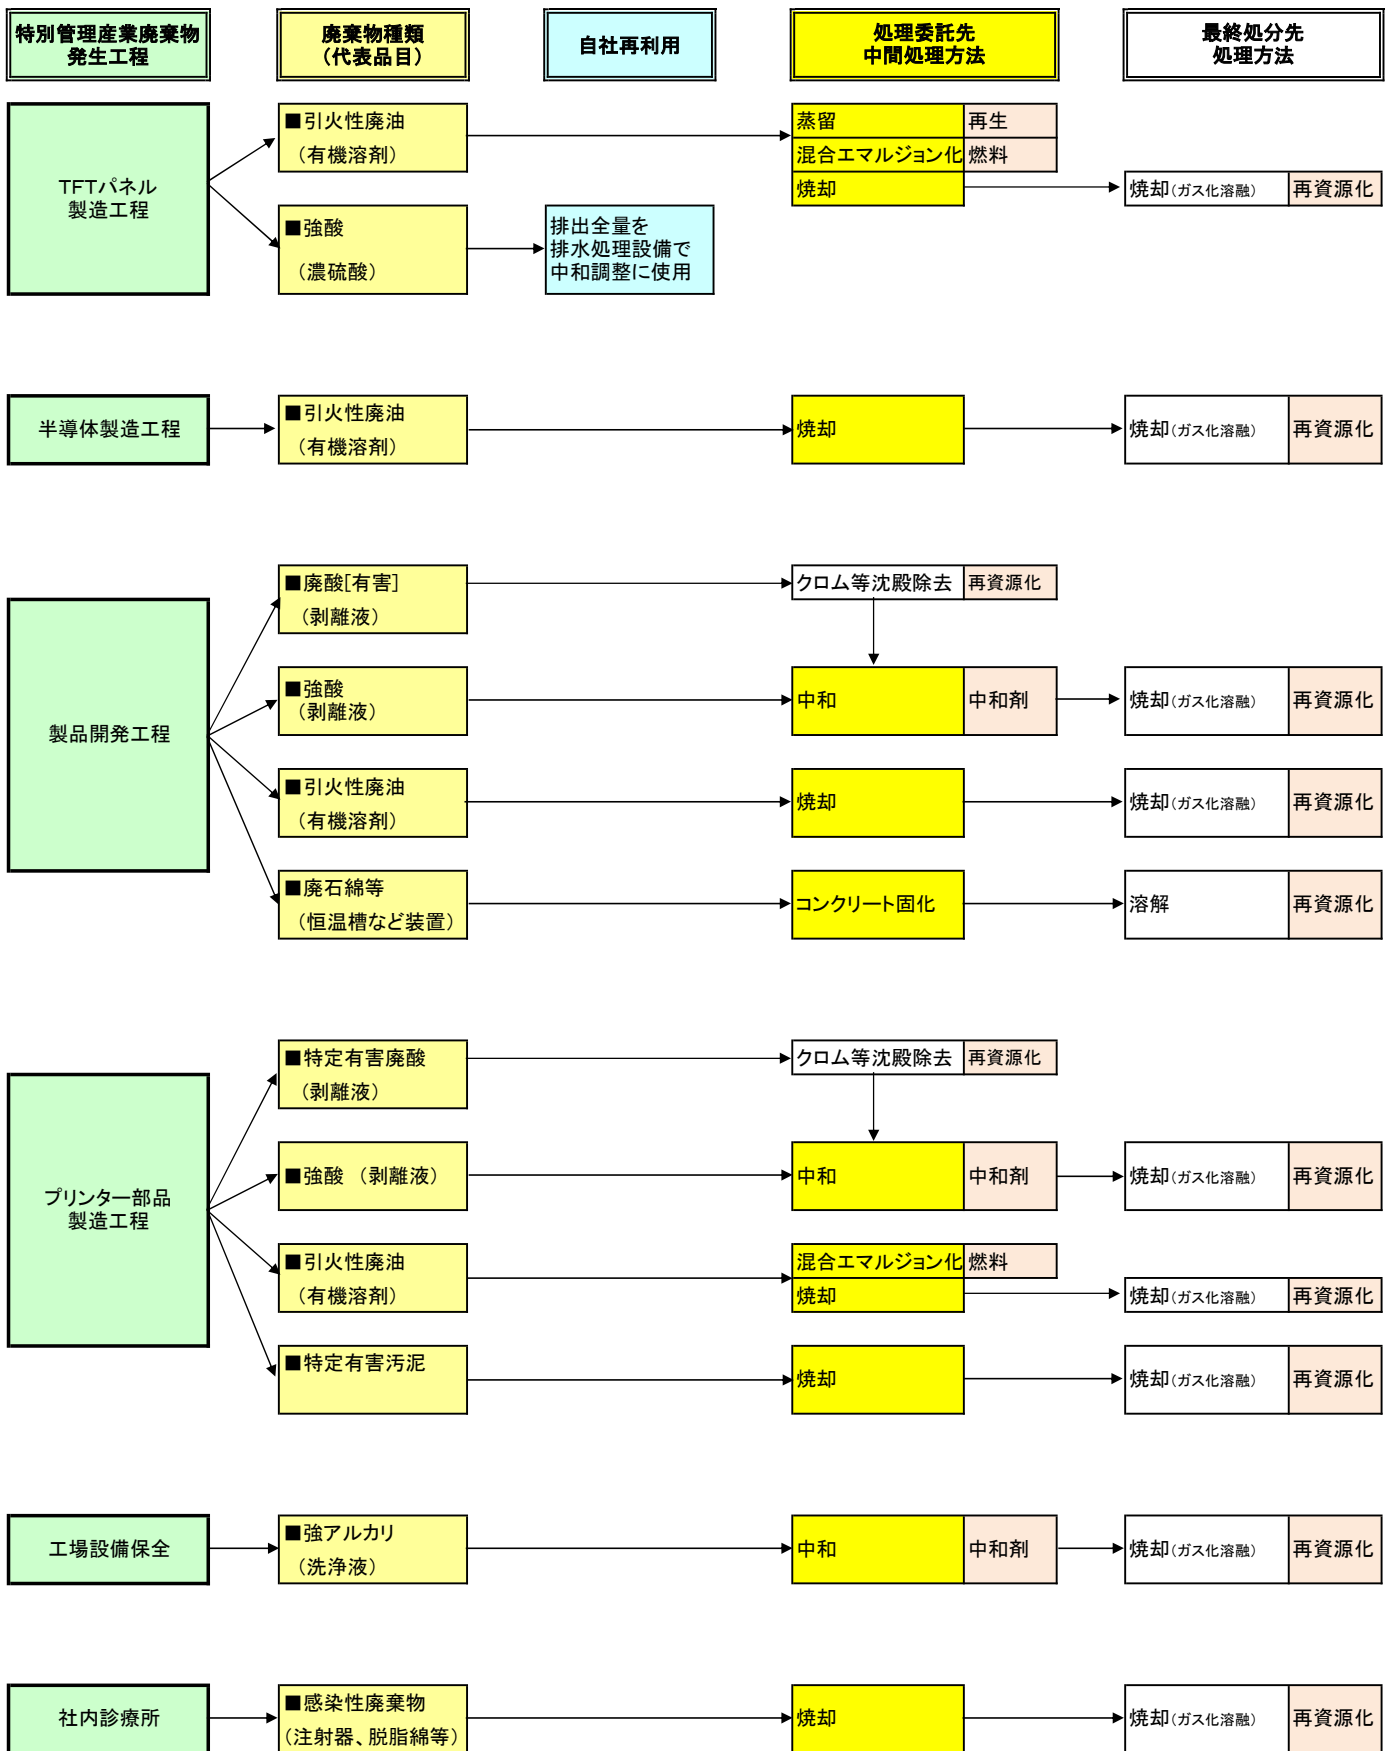 特別管理産業廃棄物
発生工程
廃棄物種類
（代表品目）
自社再利用
処理委託先
中間処理方法
最終処分先
処理方法
TFTパネル
製造工程
■引火性廃油
（有機溶剤）
蒸留
再生
混合エマルジョン化
燃料
焼却
焼却（ガス化溶融）
再資源化
■強酸
（濃硫酸）
排出全量を
排水処理設備で
中和調整に使用
半導体製造工程
■引火性廃油
（有機溶剤）
焼却
焼却（ガス化溶融）
再資源化
製品開発工程
■廃酸[有害]
（剥離液）
クロム等沈殿除去
再資源化
■強酸
（剥離液）
中和
中和剤
焼却（ガス化溶融）
再資源化
■引火性廃油
（有機溶剤）
焼却
焼却（ガス化溶融）
再資源化
■廃石綿等
（恒温槽など装置）
コンクリート固化
溶解
再資源化
プリンター部品
製造工程
■特定有害廃酸
（剥離液）
クロム等沈殿除去
再資源化
■強酸 （剥離液）
中和
中和剤
焼却（ガス化溶融）
再資源化
■引火性廃油
（有機溶剤）
混合エマルジョン化
燃料
焼却
焼却（ガス化溶融）
再資源化
■特定有害汚泥
焼却
焼却（ガス化溶融）
再資源化
工場設備保全
■強アルカリ
（洗浄液）
中和
中和剤
焼却（ガス化溶融）
再資源化
社内診療所
■感染性廃棄物
（注射器、脱脂綿等）
焼却
焼却（ガス化溶融）
再資源化